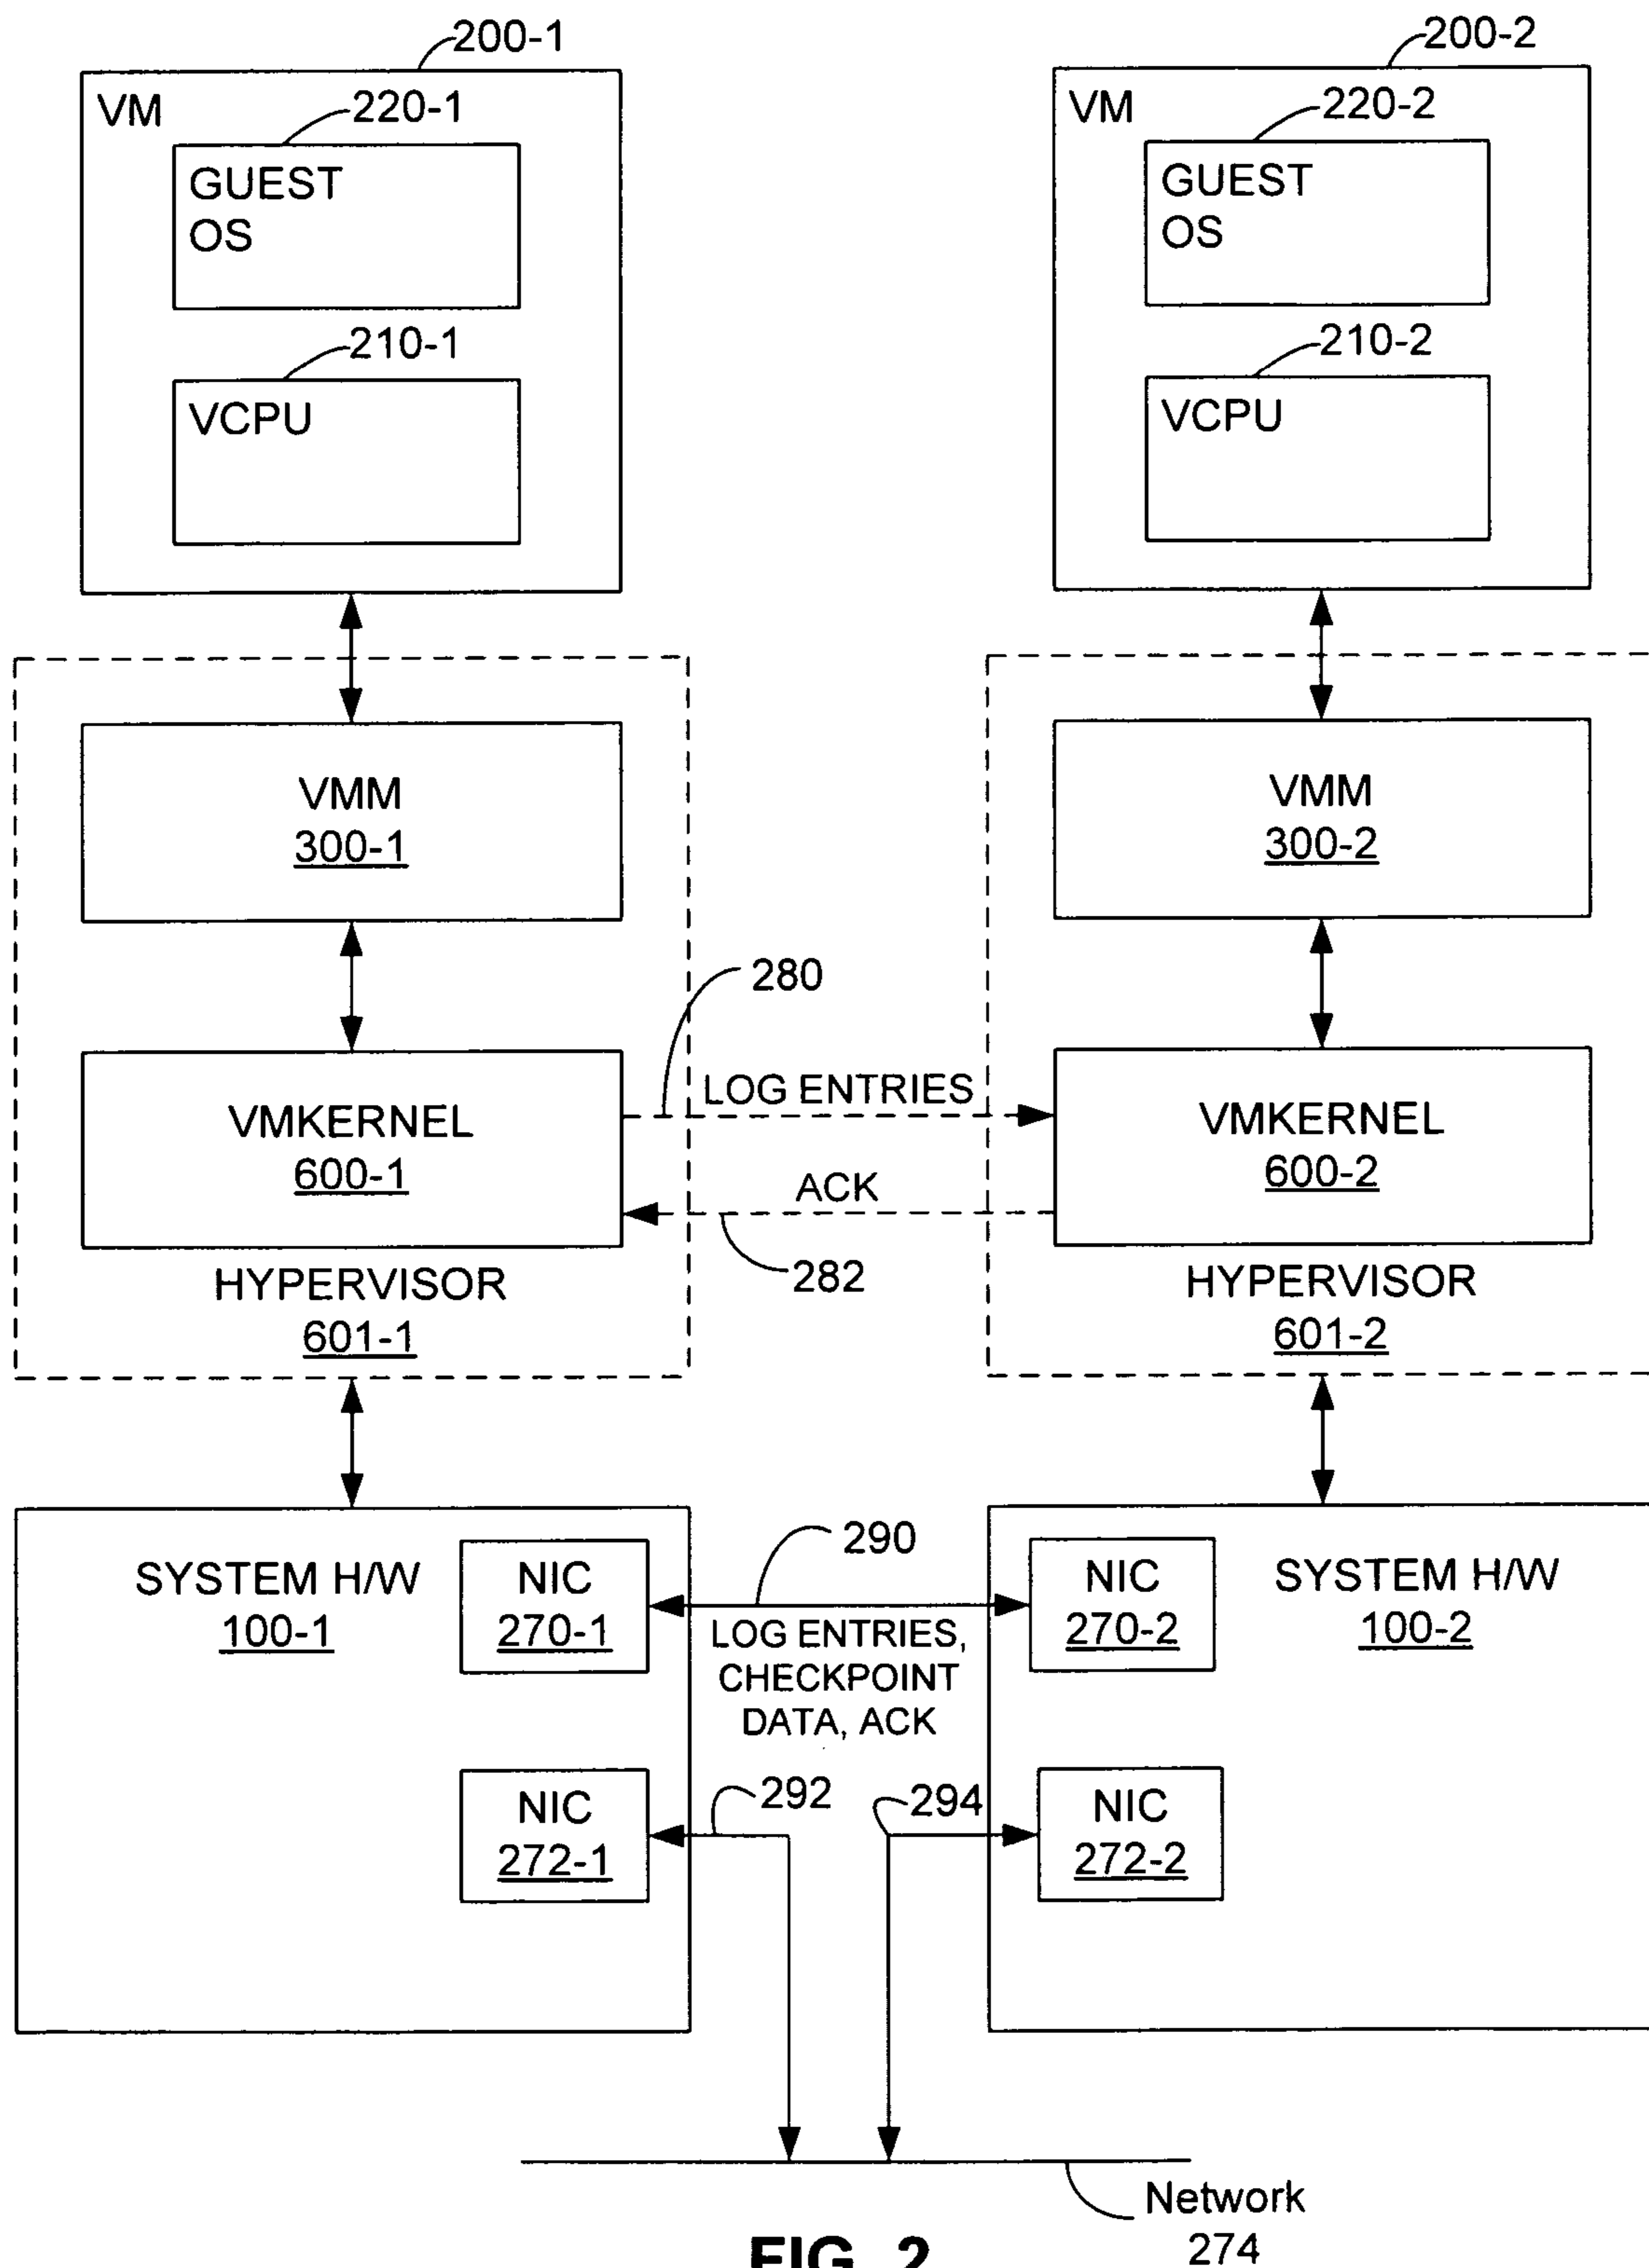 200-1
VM
220-1
GUEST
OS
210-1
VCPU
200-2
VM
220-2
GUEST
OS
210-2
VCPU
VMM
300-1
VMM
300-2
280
LOG ENTRIES
VMKERNEL
600-1
VMKERNEL
600-2
ACK
282
HYPERVISOR
601-1
HYPERVISOR
601-2
SYSTEM H/W
100-1
NIC
270-1
290
LOG ENTRIES,
CHECKPOINT
DATA, ACK
NIC
270-2
SYSTEM H/W
100-2
NIC
272-1
292
294
NIC
272-2
Network
274
FIG. 2